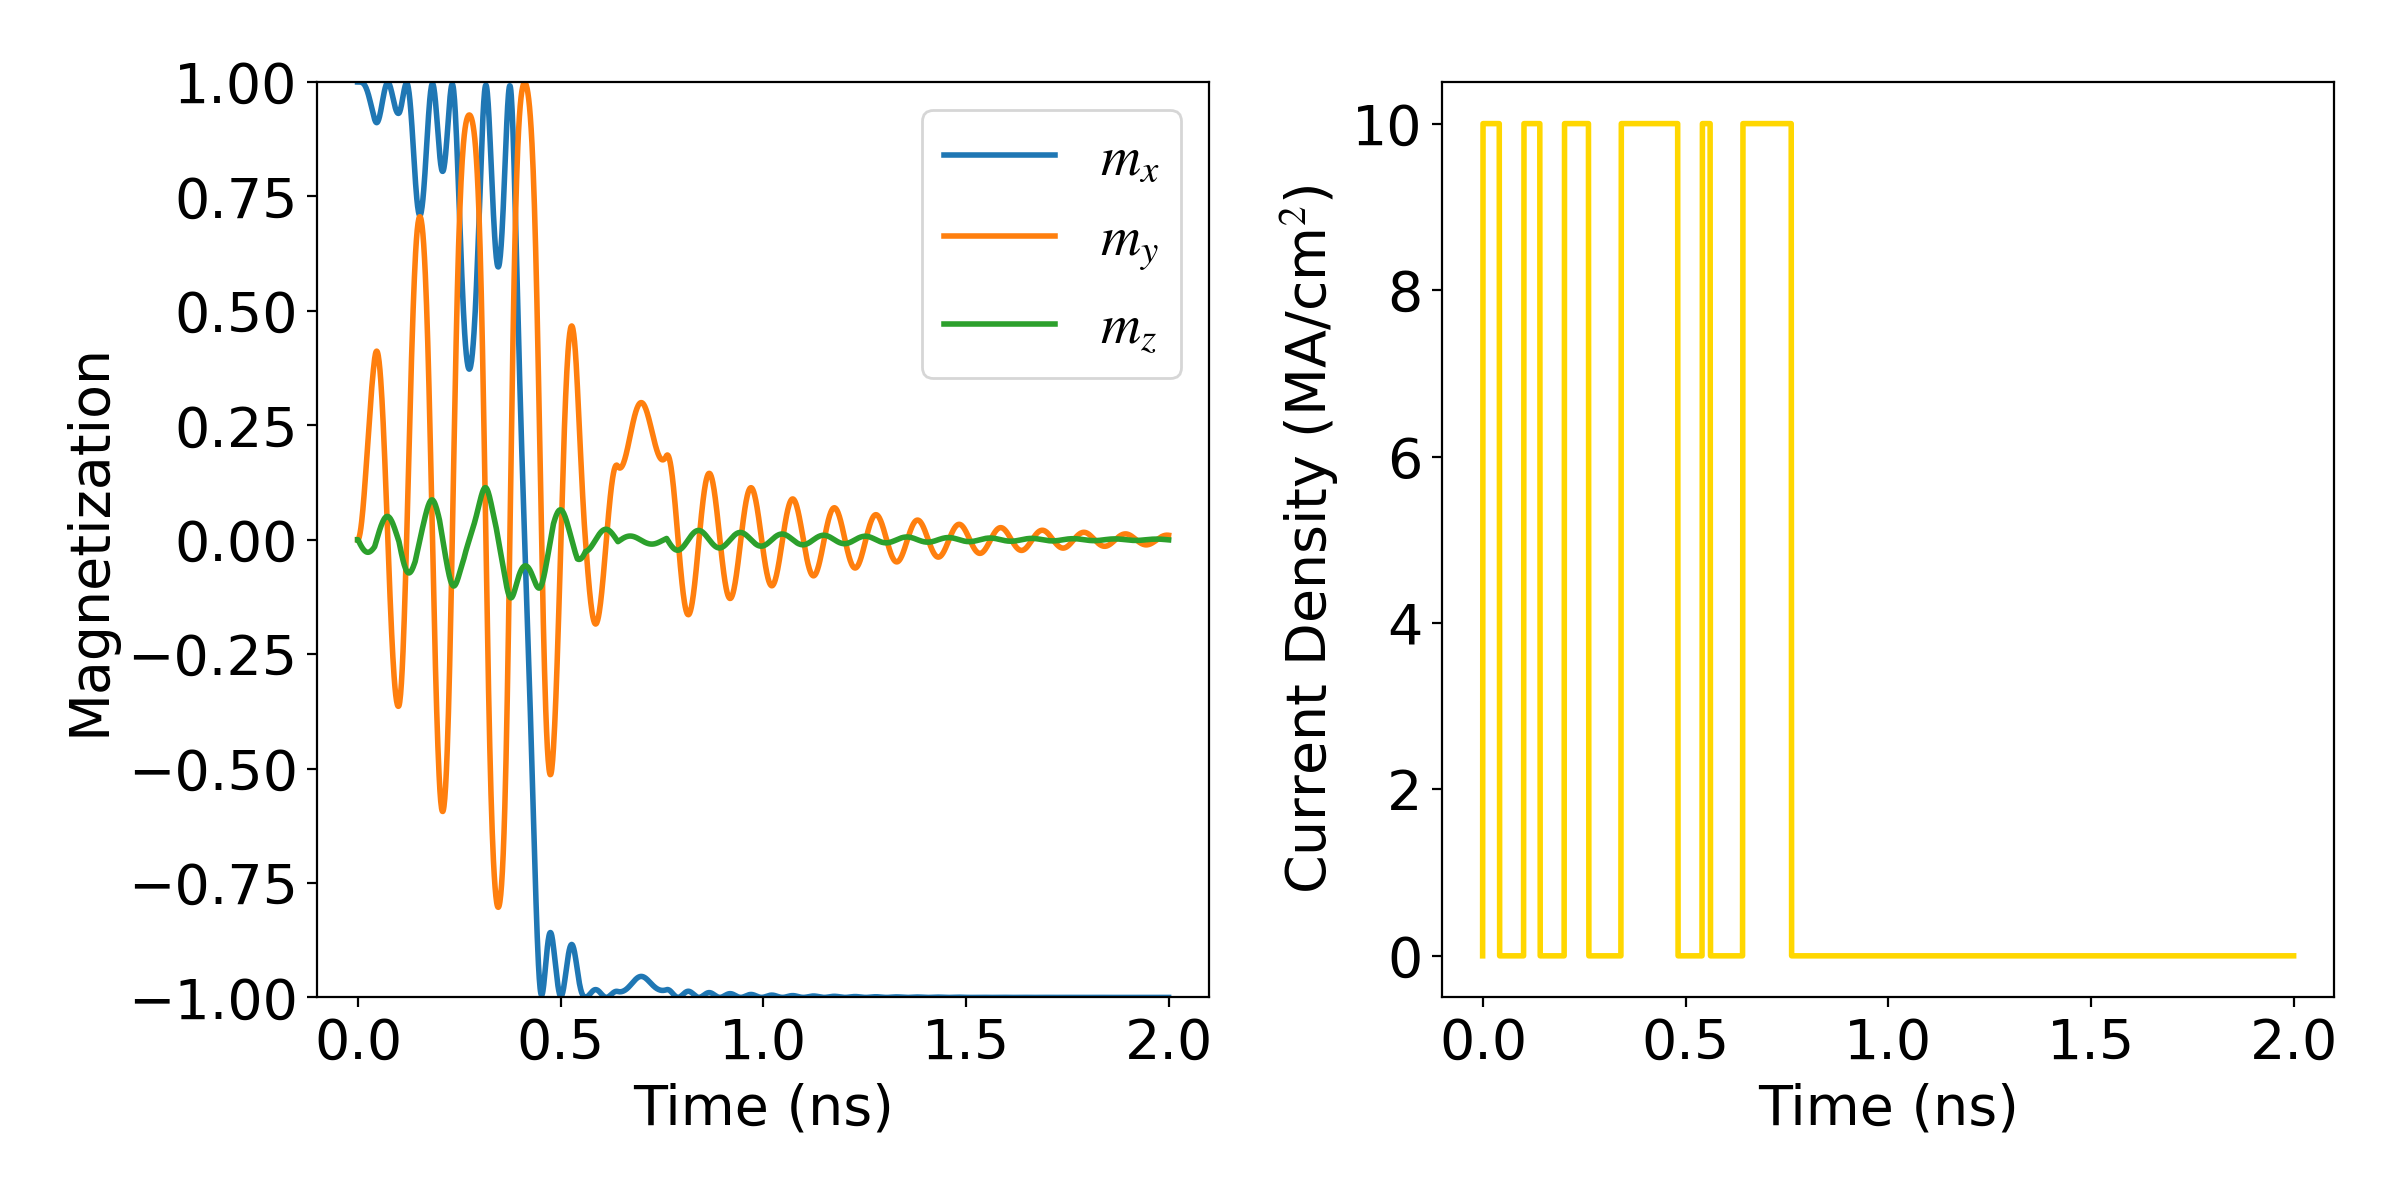 Magnetization
1.00
0.75
0.50
0.25
0.00
−0.25
−0.50
−0.75
−1.00
0.0 0.5 1.0 1.5 2.0
Time (ns)
m_x
m_y
m_z
Current Density (MA/cm²)
10
8
6
4
2
0
0.0 0.5 1.0 1.5 2.0
Time (ns)